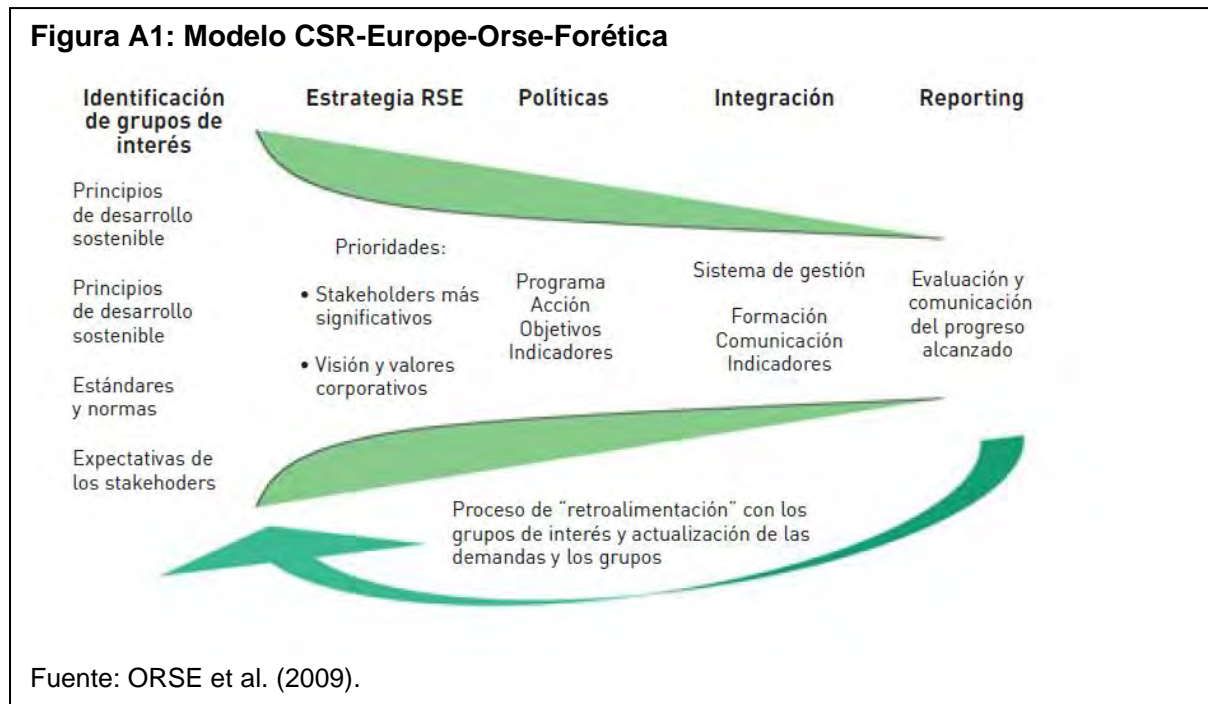 Figura A1: Modelo CSR-Europe-Orse-Forética
Identificación
de grupos de
interés
Principios
de desarrollo
sostenible
Principios
de desarrollo
sostenible
Estándares
y normas
Expectativas de
los stakehoders
Estrategia RSE
Prioridades:
• Stakeholders más
significativos
• Visión y valores
corporativos
Políticas
Programa
Acción
Objetivos
Indicadores
Integración
Sistema de gestión
Formación
Comunicación
Indicadores
Reporting
Evaluación y
comunicación
del progreso
alcanzado
Proceso de "retroalimentación" con los
grupos de interés y actualización de las
demandas y los grupos
Fuente: ORSE et al. (2009).